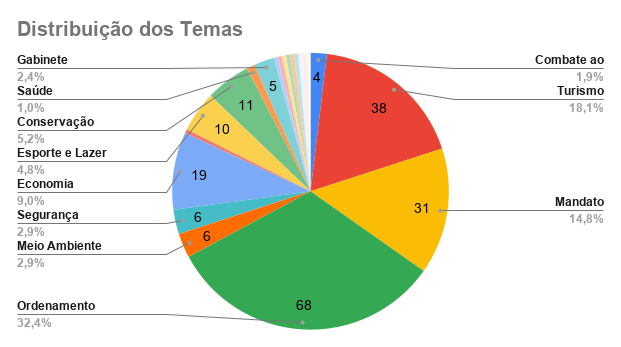 Distribuição dos Temas
Gabinete
2,4%
Saúde
1,0%
Conservação
5,2%
Esporte e Lazer
4,8%
Economia
9,0%
Segurança
2,9%
Meio Ambiente
2,9%
Ordenamento
32,4%
Combate ao
1,9%
Turismo
18,1%
Mandato
14,8%
4
38
31
68
6
6
19
10
11
5